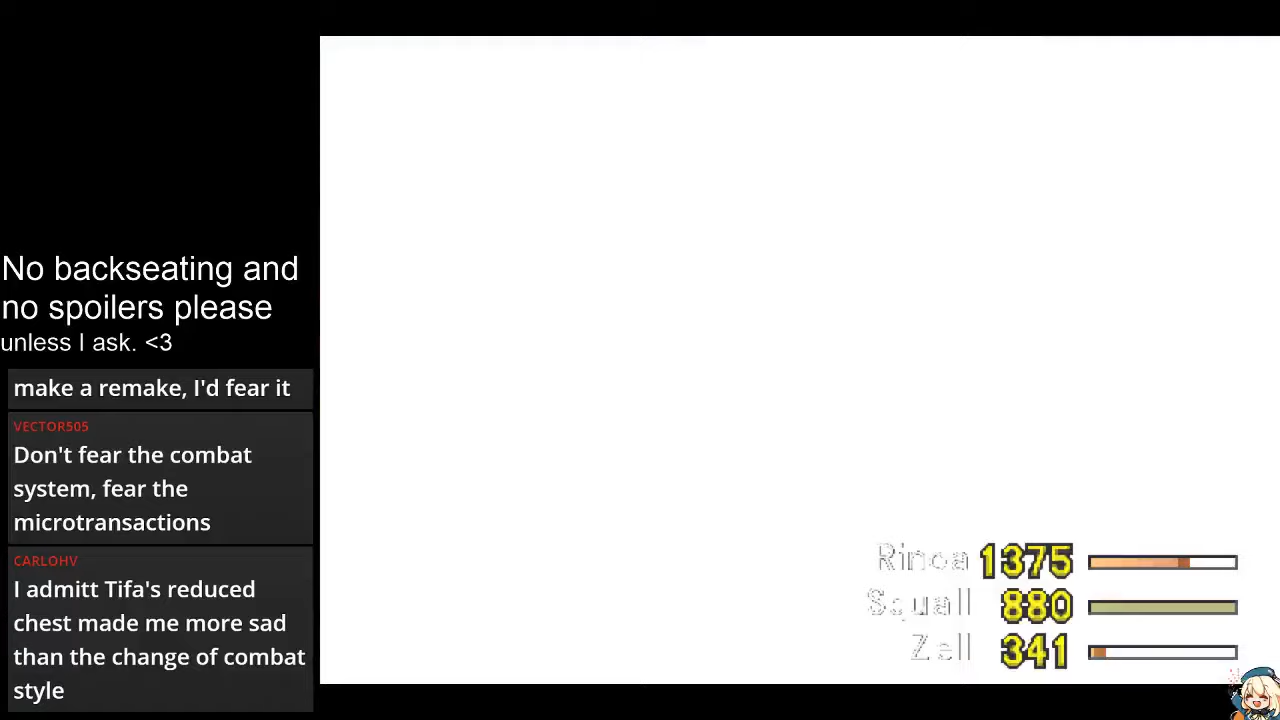 No backseating and
no spoilers please
unless I ask. <3
make a remake, I'd fear it
VECTOR505
Don't fear the combat
system, fear the
microtransactions
CARLOHV
I admitt Tifa's reduced
chest made me more sad
than the change of combat
style
Rinoa 1375
Squall 880
Zell 341